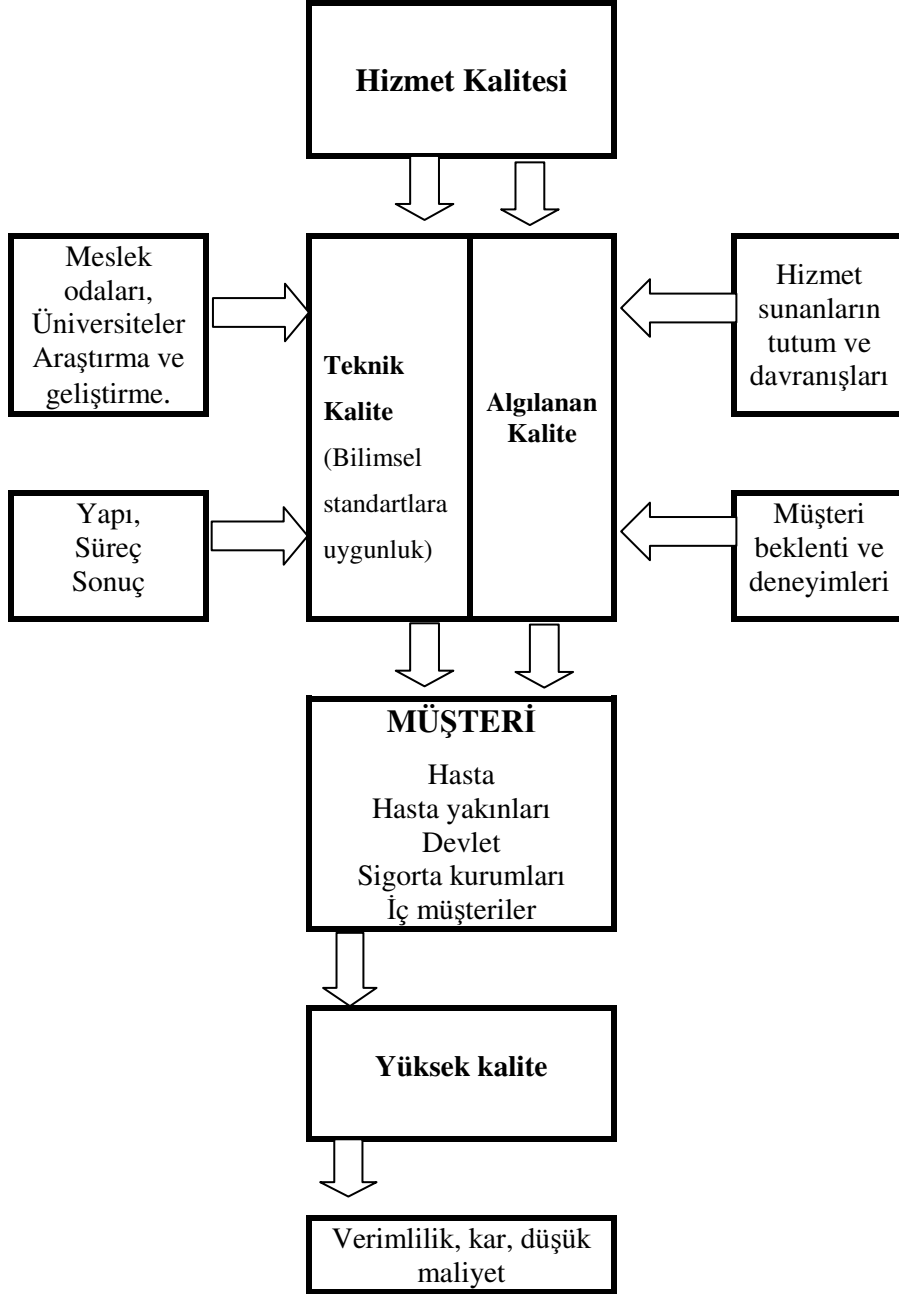 Hizmet Kalitesi
Meslek
odaları,
Üniversiteler
Araştırma ve
geliştirme.
Teknik
Kalite
(Bilimsel
standartlara
uygunluk)
Algılanan
Kalite
Hizmet
sunanların
tutum ve
davranışları
Yapı,
Süreç
Sonuç
Müşteri
beklenti ve
deneyimleri
MÜŞTERİ
Hasta
Hasta yakınları
Devlet
Sigorta kurumları
İç müşteriler
Yüksek kalite
Verimlilik, kar, düşük
maliyet